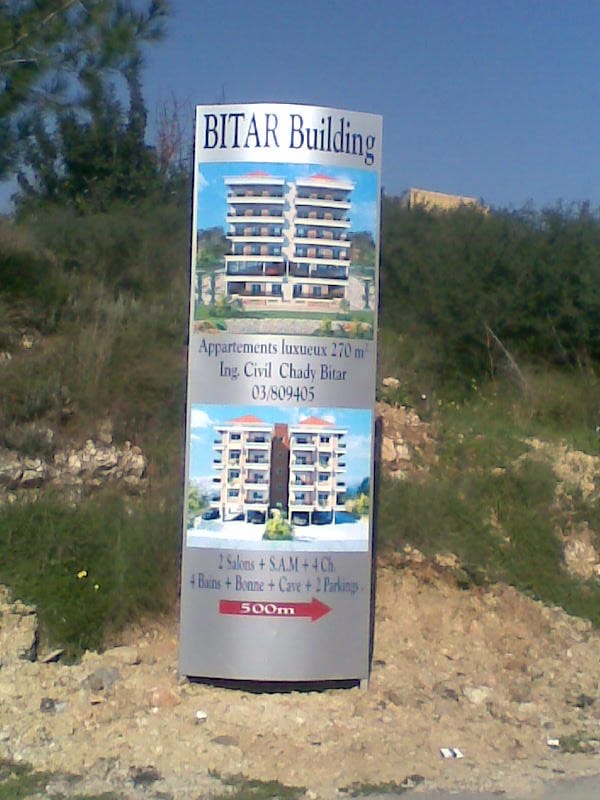 BITAR Building
Appartements luxueux 270 m²
Ing. Civil Chady Bitar
03/809405
2 Salons + S.A.M + 4 Ch.
4 Bains + Bonne + Cave + 2 Parkings.
500m